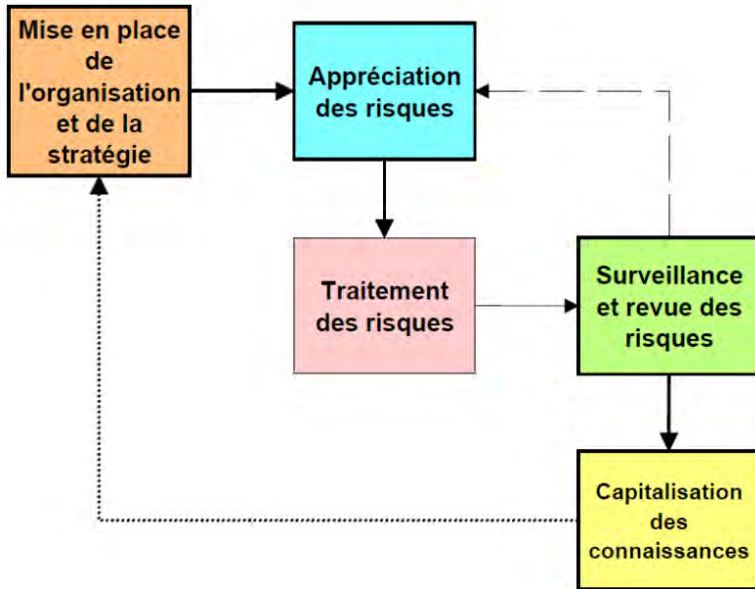 Mise en place
de
l'organisation
et de la
stratégie
Appréciation
des risques
Traitement
des risques
Surveillance
et revue des
risques
Capitalisation
des
connaissances